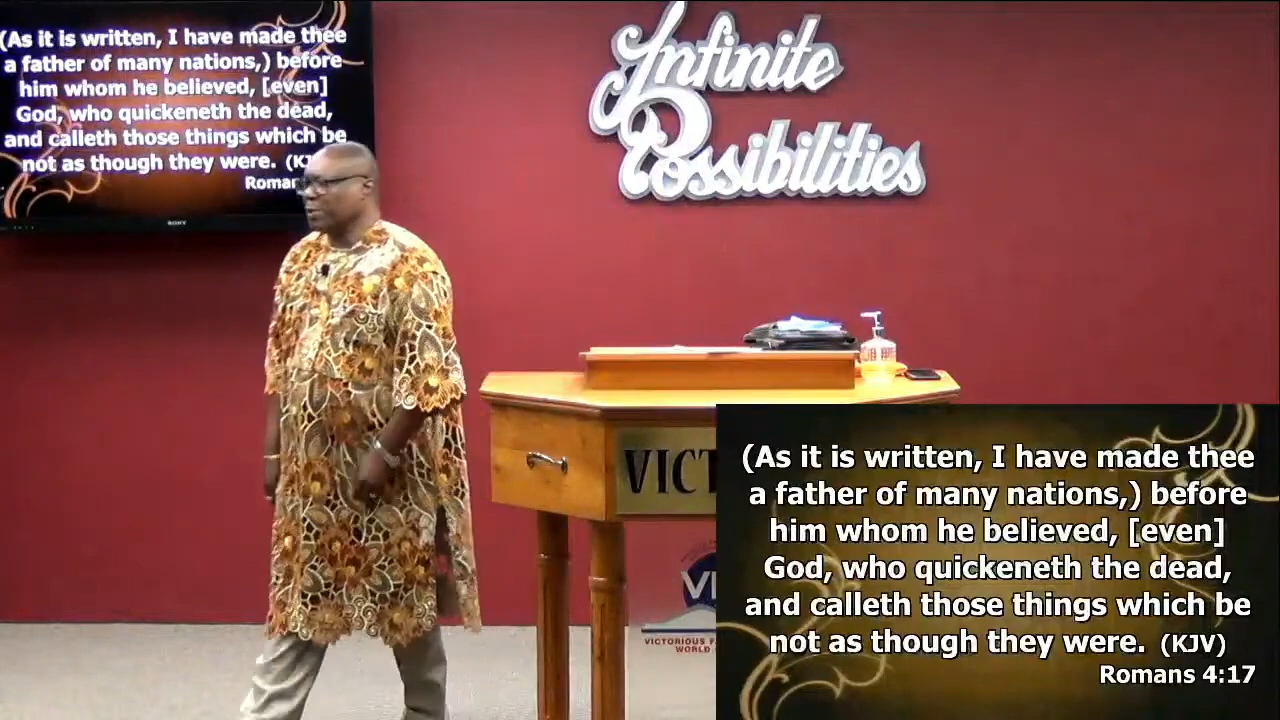 (As it is written, I have made thee
a father of many nations,) before
him whom he believed, [even]
God, who quickeneth the dead,
and calleth those things which be
not as though they were.
SONY
Infinite
Possibilities
(As it is written, I have made thee
a father of many nations,) before
him whom he believed, [even]
God, who quickeneth the dead,
and calleth those things which be
not as though they were. (KJV)
Romans 4:17
VICTORIOUS
WORLD